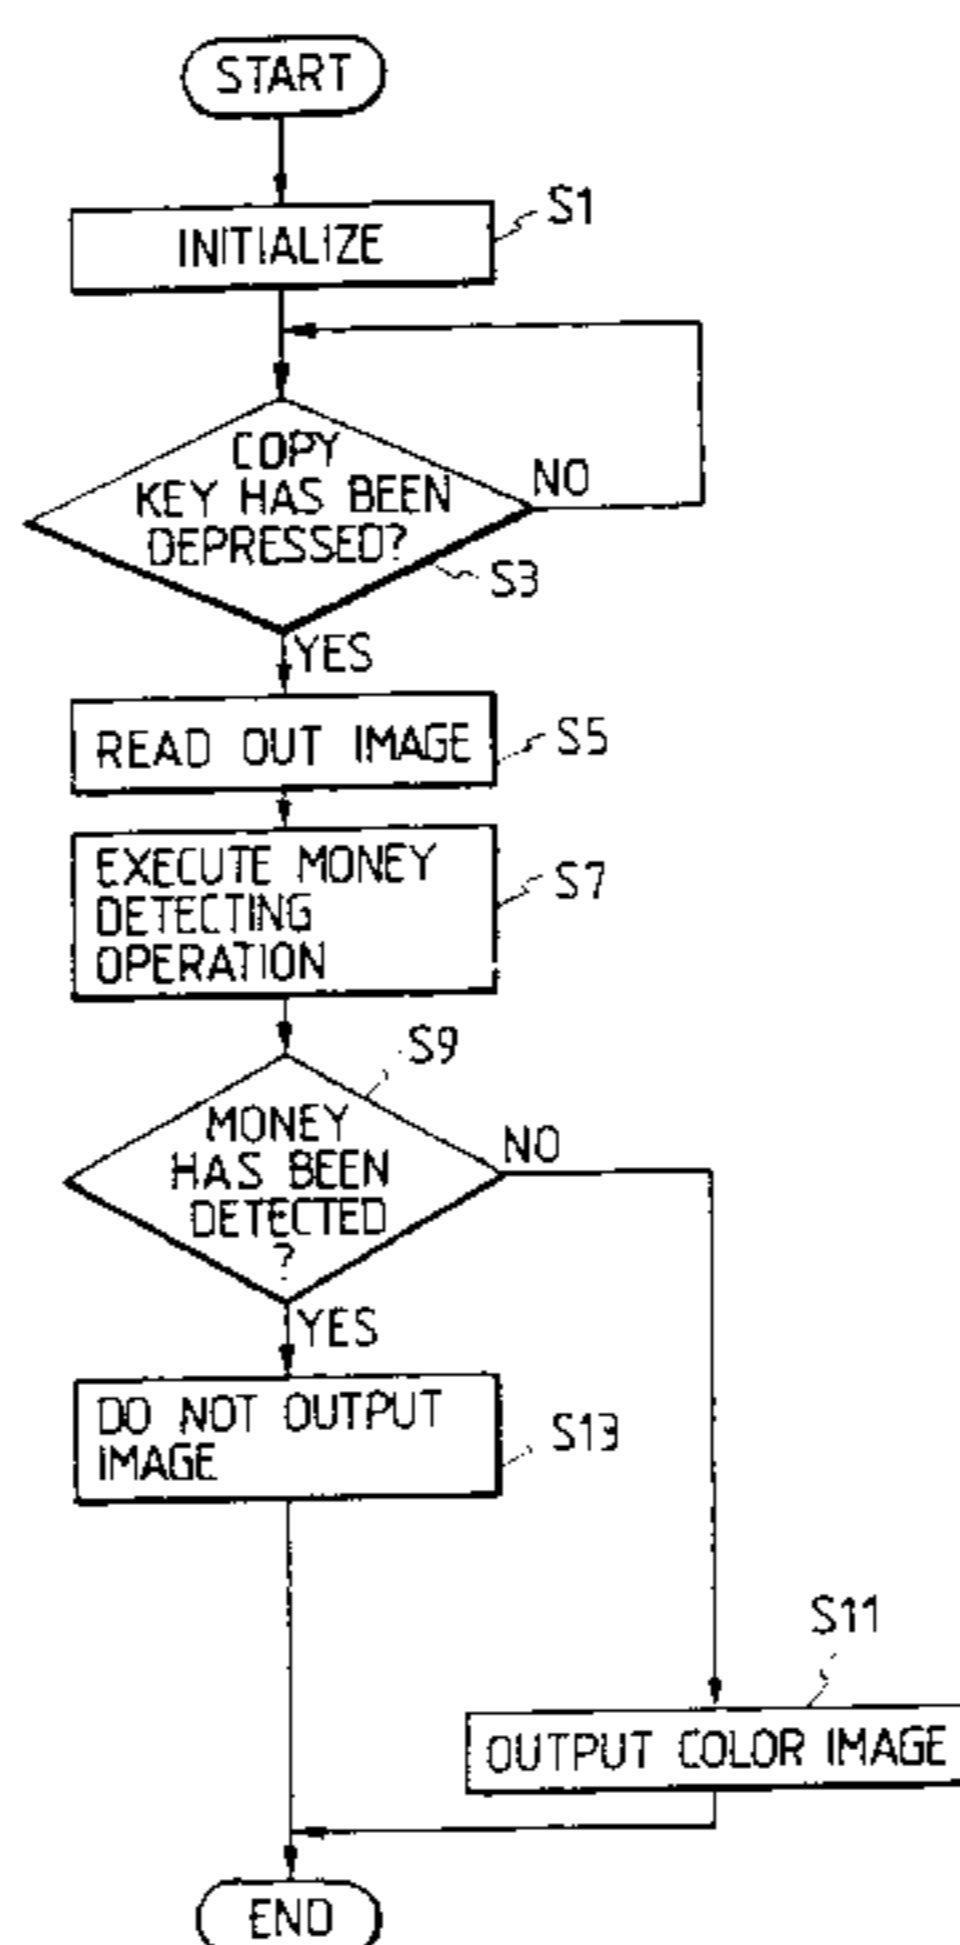 START
INITIALIZE
S1
COPY
KEY HAS BEEN
DEPRESSED?
NO
S3
YES
READ OUT IMAGE
S5
EXECUTE MONEY
DETECTING
OPERATION
S7
S9
MONEY
HAS BEEN
DETECTED
?
NO
YES
DO NOT OUTPUT
IMAGE
S13
S11
OUTPUT COLOR IMAGE
END